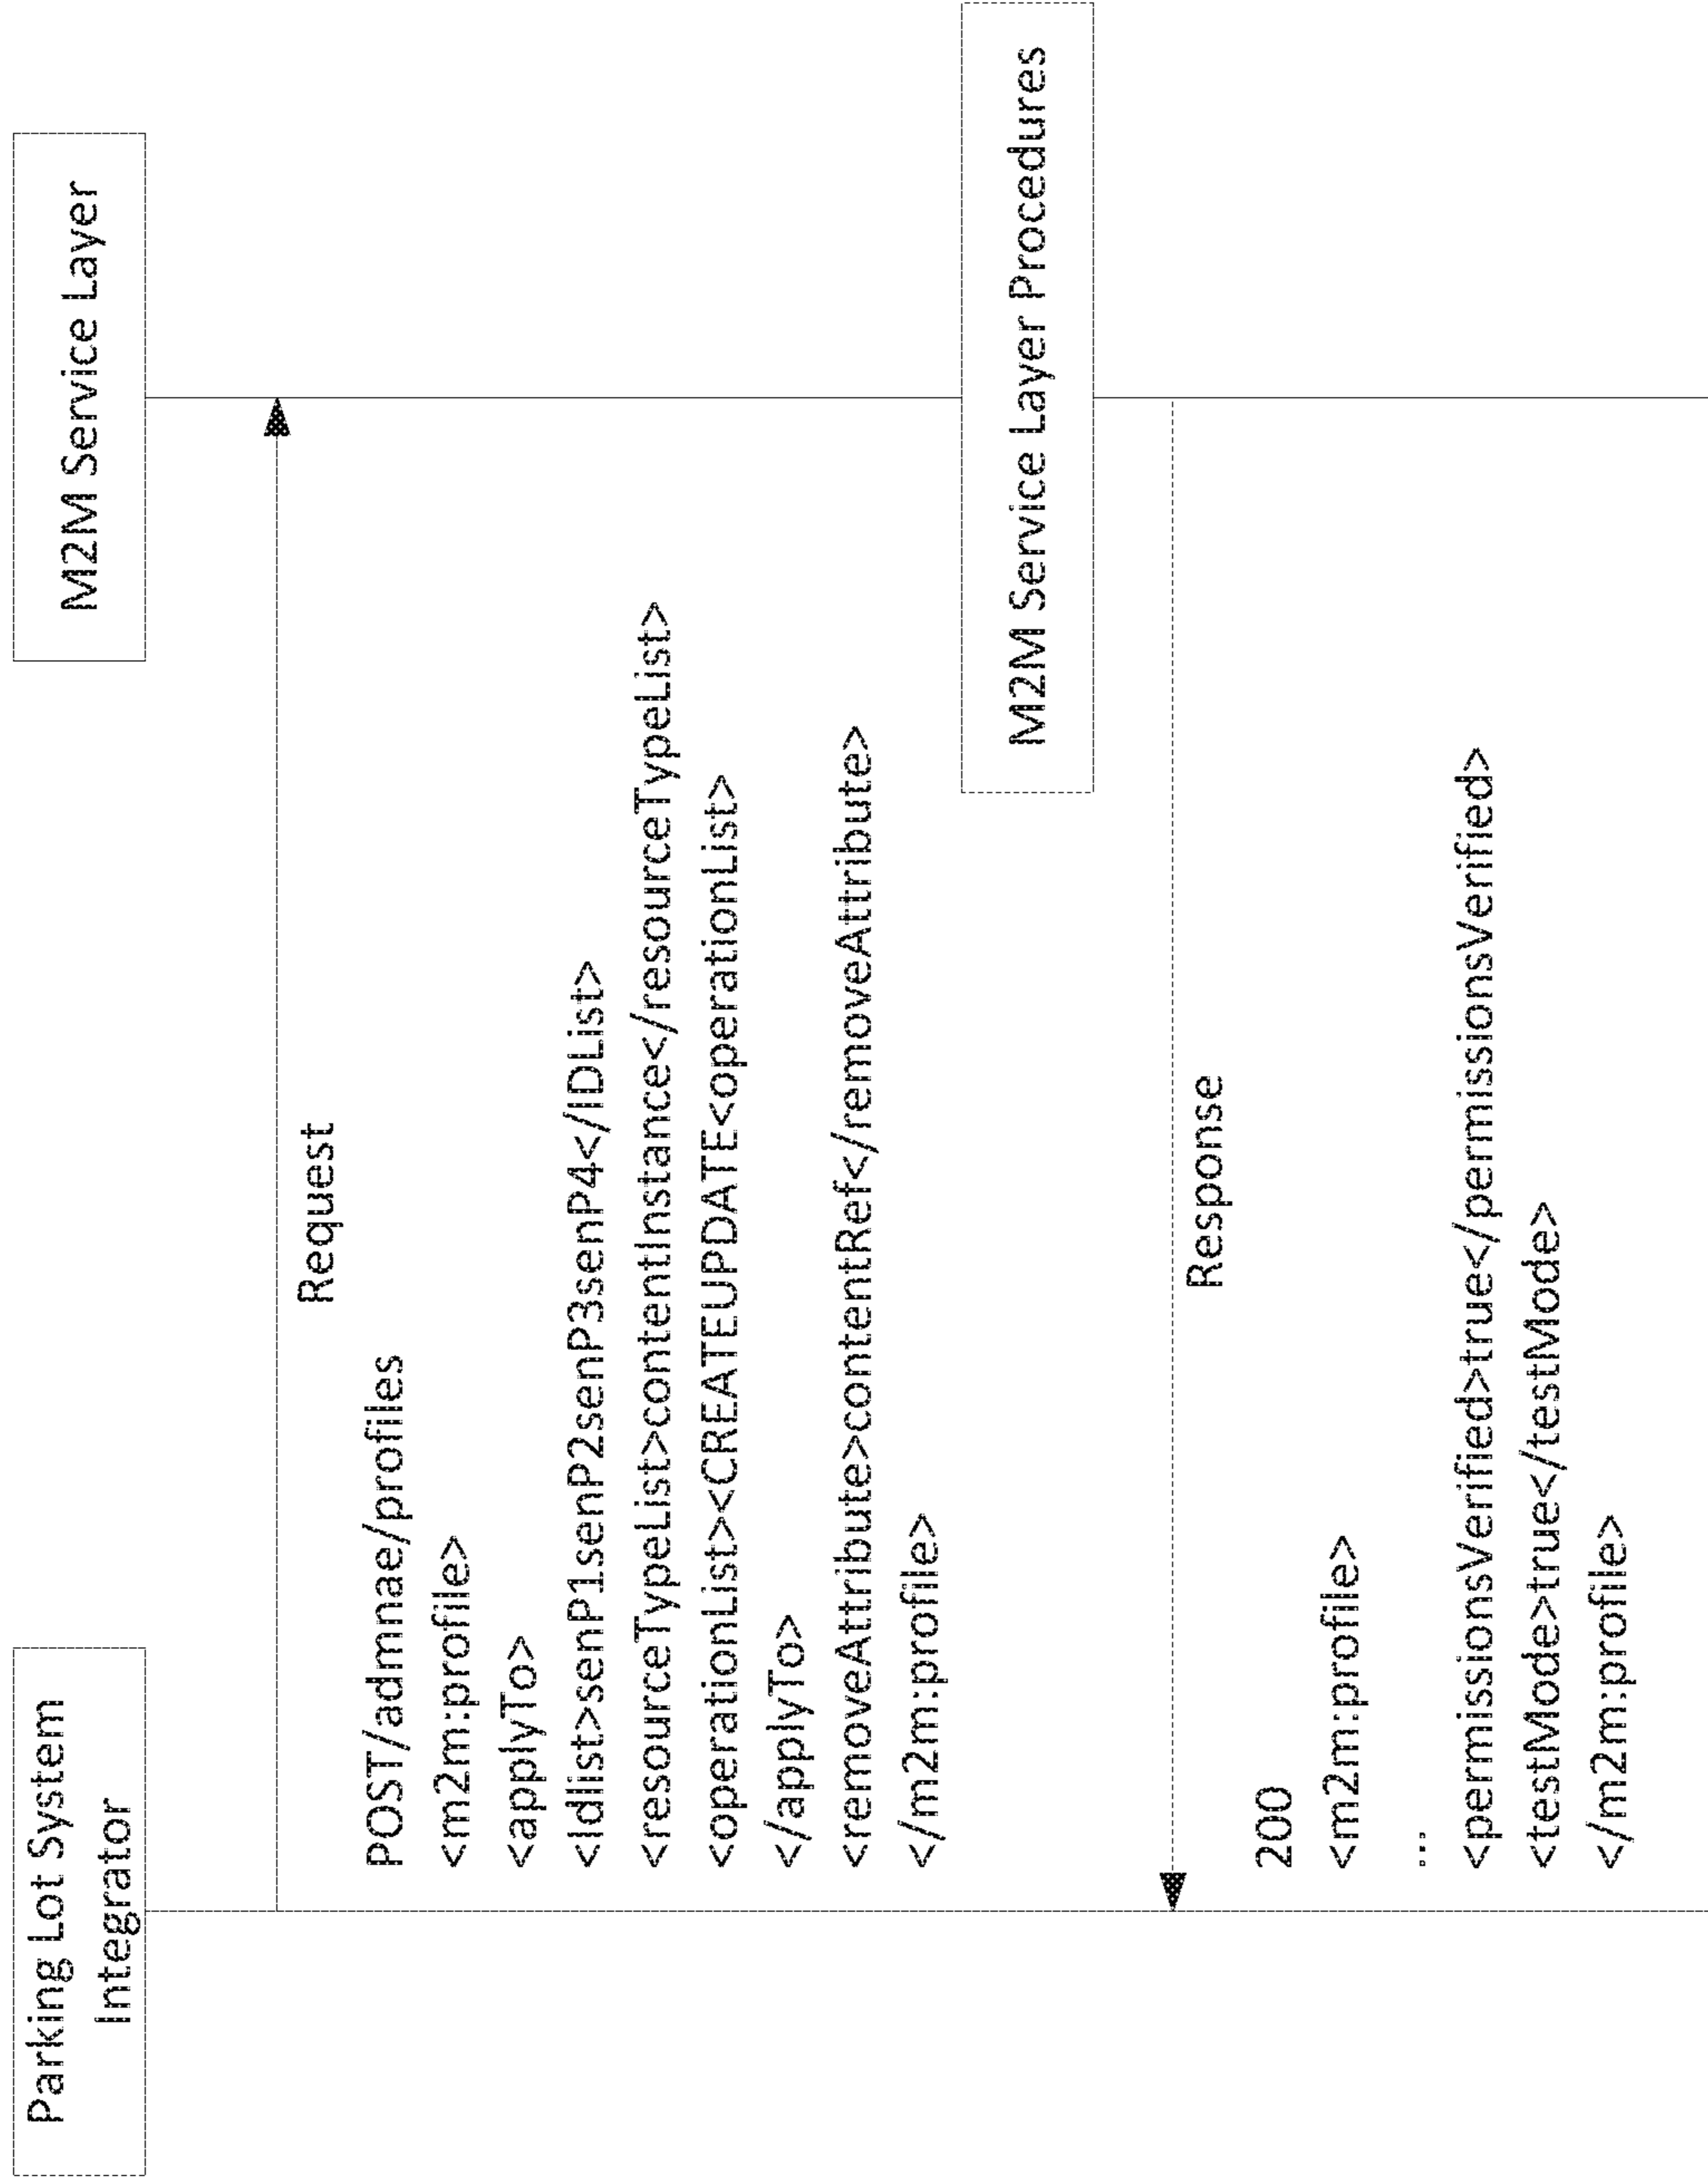 Parking Lot System
Integrator
M2M Service Layer
Request
POST/admnae/profiles
<m2m:profile>
<applyTo>
<Idlist>senP1senP2senP3senP4</IDList>
<resourceTypeList>contentInstance</resourceTypeList>
<operationList><CREATEUPDATE<operationList>
</applyTo>
<removeAttribute>contentRef</removeAttribute>
</m2m:profile>
M2M Service Layer Procedures
Response
200
<m2m:profile>
...
<permissionsVerified>true</permissionsVerified>
<testMode>true</testMode>
</m2m:profile>